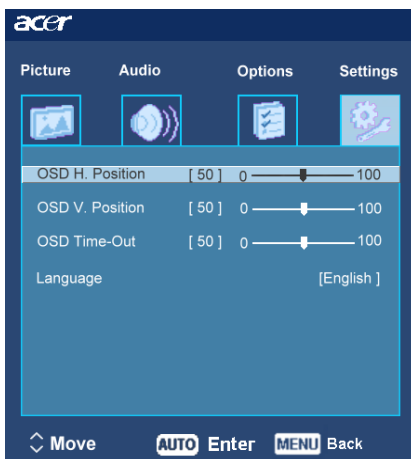 acer
Picture Audio Options Settings
OSD H. Position [ 50 ] 0 100
OSD V. Position [ 50 ] 0 100
OSD Time-Out [ 50 ] 0 100
Language [English ]
Move AUTO Enter MENU Back